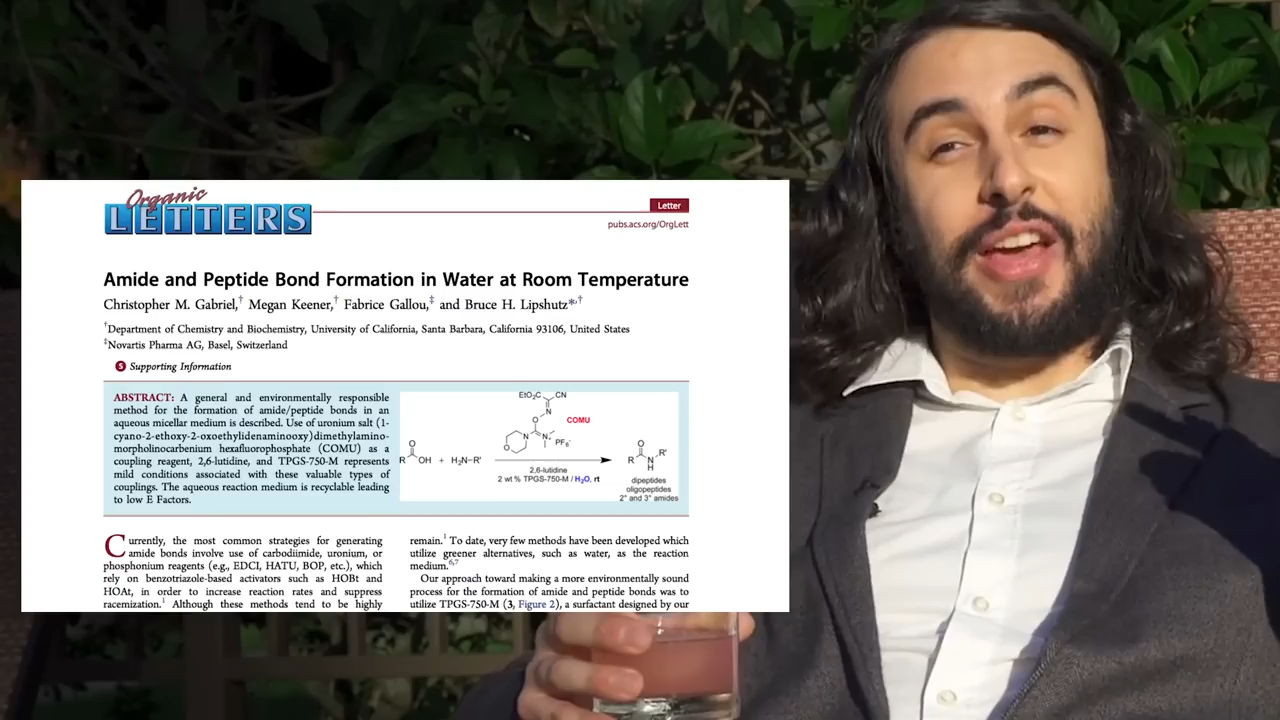 Organic
LETTERS
Letter
pubs.acs.org/OrgLett
Amide and Peptide Bond Formation in Water at Room Temperature
Christopher M. Gabriel,† Megan Keener,† Fabrice Gallou,‡ and Bruce H. Lipshutz*,†
†Department of Chemistry and Biochemistry, University of California, Santa Barbara, California 93106, United States
‡Novartis Pharma AG, Basel, Switzerland
S Supporting Information
ABSTRACT: A general and environmentally responsible
method for the formation of amide/peptide bonds in an
aqueous micellar medium is described. Use of uronium salt (1-
cyano-2-ethoxy-2-oxoethylidenaminooxy)dimethylamino-
morpholinocarbenium hexafluorophosphate (COMU) as a
coupling reagent, 2,6-lutidine, and TPGS-750-M represents
mild conditions associated with these valuable types of
couplings. The aqueous reaction medium is recyclable leading
to low E Factors.
EtO₂C CN
N
O
COMU
N N
O
PF₆⁻
O
R OH + H₂N-R'
2,6-lutidine
2 wt % TPGS-750-M / H₂O, rt
O
R N R'
H
dipeptides
oligopeptides
2° and 3° amides
Currently, the most common strategies for generating
amide bonds involve use of carbodiimide, uronium, or
phosphonium reagents (e.g., EDCI, HATU, BOP, etc.), which
rely on benzotriazole-based activators such as HOBt and
HOAt, in order to increase reaction rates and suppress
racemization.¹ Although these methods tend to be highly
remain.¹ To date, very few methods have been developed which
utilize greener alternatives, such as water, as the reaction
medium.⁶,⁷
Our approach toward making a more environmentally sound
process for the formation of amide and peptide bonds was to
utilize TPGS-750-M (3, Figure 2), a surfactant designed by our